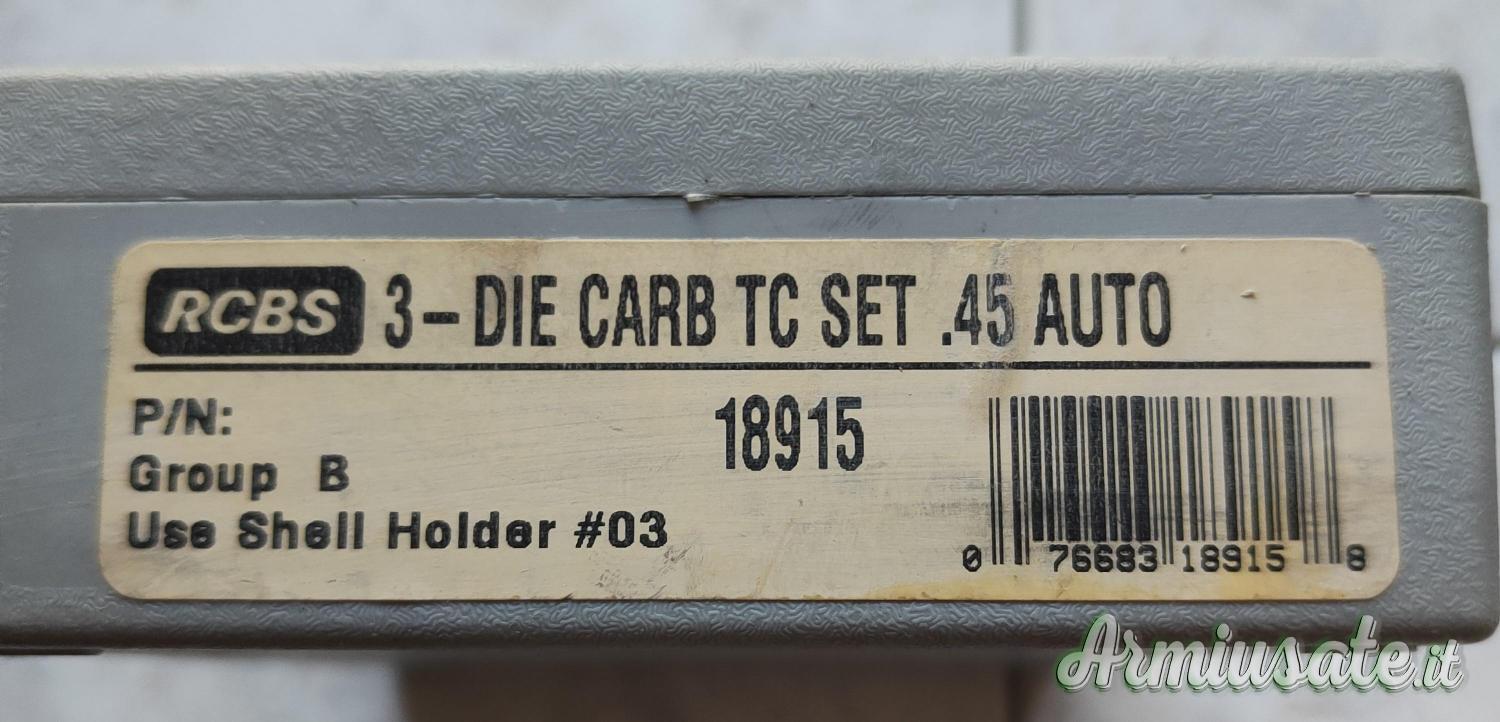 RCBS 3-DIE CARB TC SET .45 AUTO
P/N: 18915
Group B
Use Shell Holder #03
0 76683 18915 8
Armiusate.it